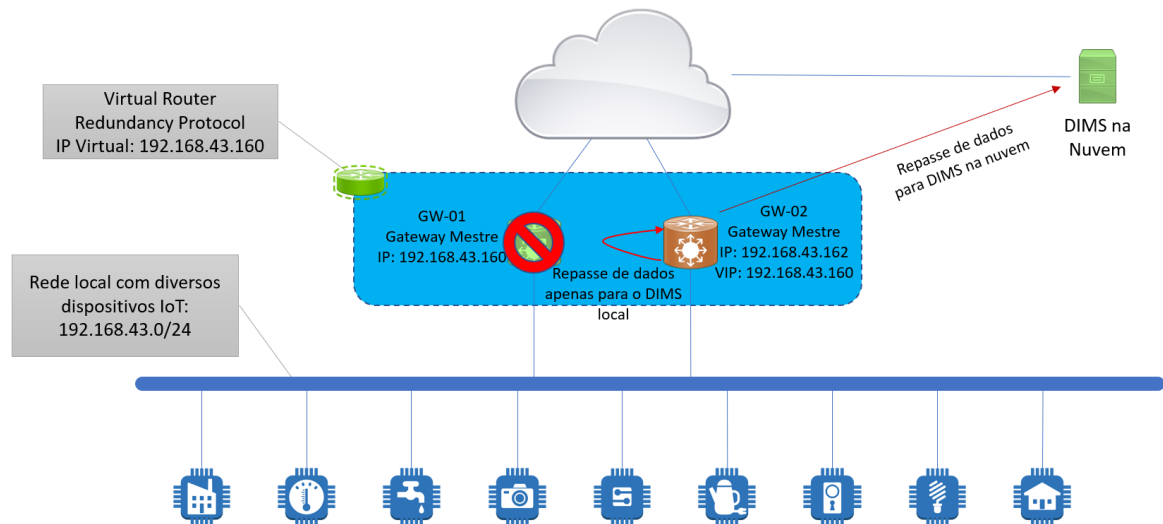 Virtual Router
Redundancy Protocol
IP Virtual: 192.168.43.160
DIMS na
Nuvem
Repasse de dados
para DIMS na nuvem
GW-01
Gateway Mestre
IP: 192.168.43.160
GW-02
Gateway Mestre
IP: 192.168.43.162
VIP: 192.168.43.160
Repasse de dados
apenas para o DIMS
local
Rede local com diversos
dispositivos IoT:
192.168.43.0/24